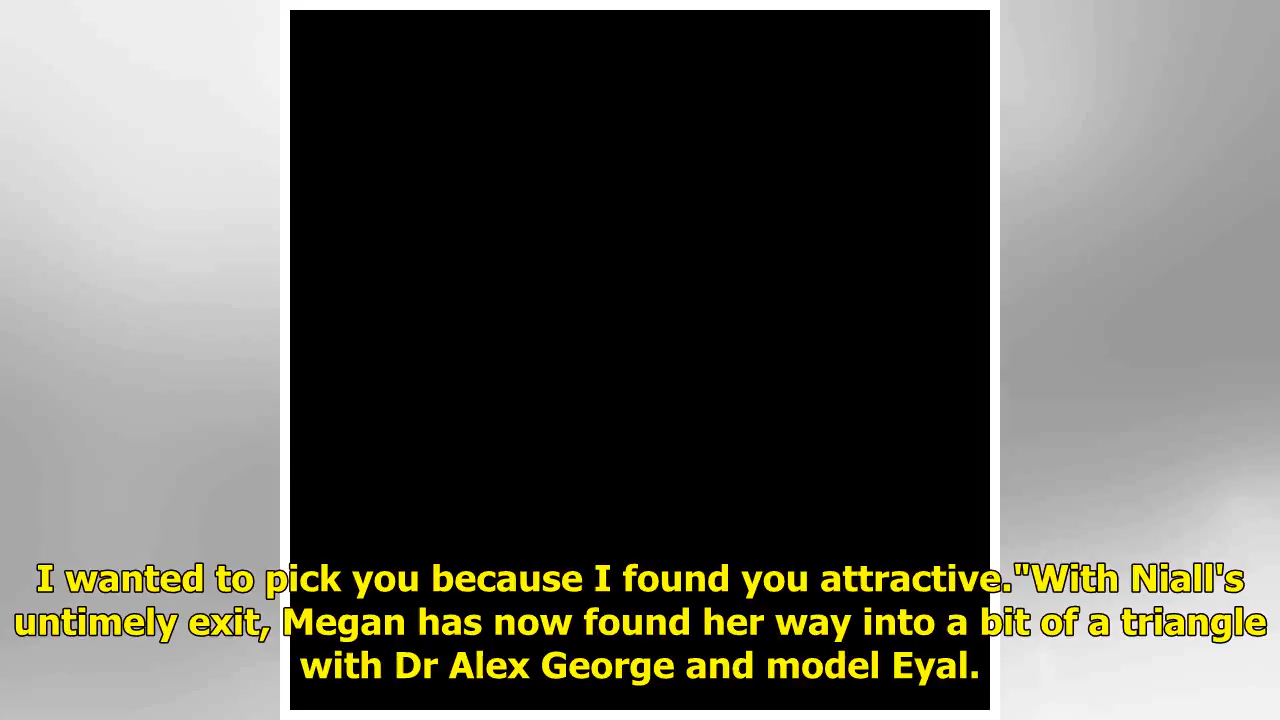 I wanted to pick you because I found you attractive."With Niall's
untimely exit, Megan has now found her way into a bit of a triangle
with Dr Alex George and model Eyal.